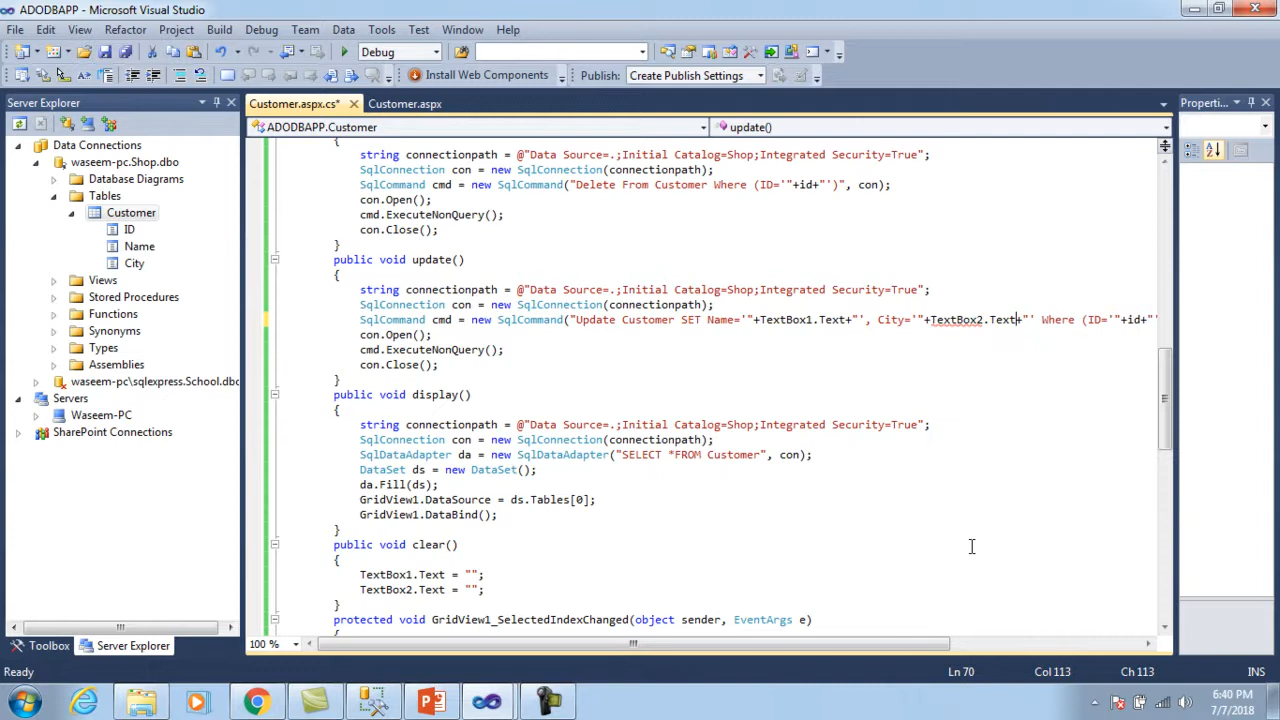 ADODBAPP - Microsoft Visual Studio
File Edit View Refactor Project Build Debug Team Data Tools Test Window Help
Debug
Install Web Components Publish: Create Publish Settings
Server Explorer
Customer.aspx.cs* Customer.aspx
Properti...
ADODBAPP.Customer update()
Data Connections
waseem-pc.Shop.dbo
Database Diagrams
Tables
Customer
ID
Name
City
Views
Stored Procedures
Functions
Synonyms
Types
Assemblies
waseem-pc\sqlexpress.School.dbo
Servers
Waseem-PC
SharePoint Connections
{
string connectionpath = @"Data Source=.;Initial Catalog=Shop;Integrated Security=True";
SqlConnection con = new SqlConnection(connectionpath);
SqlCommand cmd = new SqlCommand("Delete From Customer Where (ID='"+id+"')", con);
con.Open();
cmd.ExecuteNonQuery();
con.Close();
}
public void update()
{
string connectionpath = @"Data Source=.;Initial Catalog=Shop;Integrated Security=True";
SqlConnection con = new SqlConnection(connectionpath);
SqlCommand cmd = new SqlCommand("Update Customer SET Name='"+TextBox1.Text+"', City='"+TextBox2.Text+"' Where (ID='"+id+"'
con.Open();
cmd.ExecuteNonQuery();
con.Close();
}
public void display()
{
string connectionpath = @"Data Source=.;Initial Catalog=Shop;Integrated Security=True";
SqlConnection con = new SqlConnection(connectionpath);
SqlDataAdapter da = new SqlDataAdapter("SELECT *FROM Customer", con);
DataSet ds = new DataSet();
da.Fill(ds);
GridView1.DataSource = ds.Tables[0];
GridView1.DataBind();
}
public void clear()
{
TextBox1.Text = "";
TextBox2.Text = "";
}
protected void GridView1_SelectedIndexChanged(object sender, EventArgs e)
{
100 %
Toolbox Server Explorer
Ready Ln 70 Col 113 Ch 113 INS
6:40 PM
7/7/2018